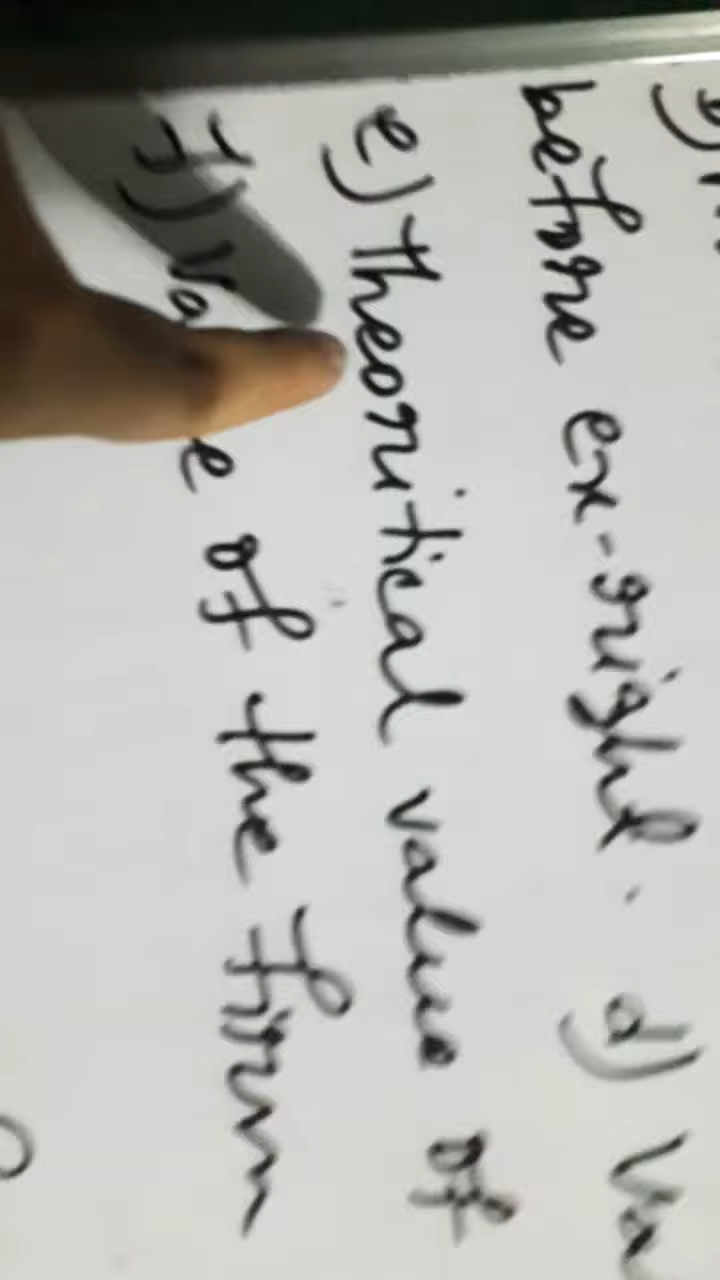 before ex-right. d) Va
e) Theoritical value of
f) Va e of the firm